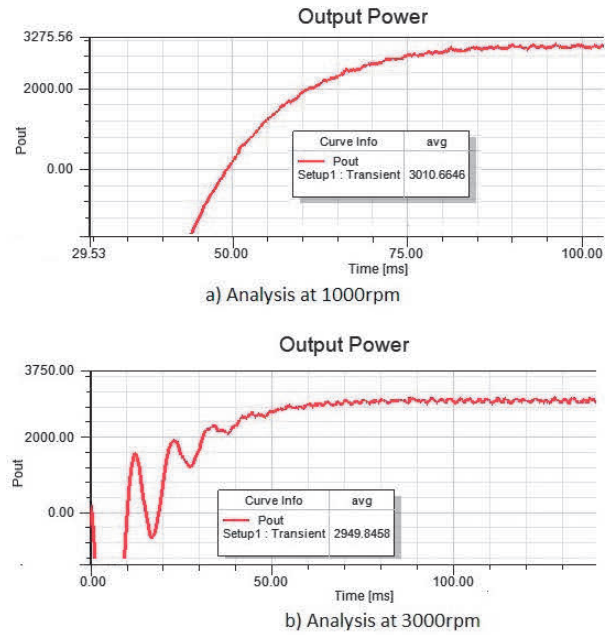 Output Power
3275.56
2000.00
0.00
Pout
Curve Info avg
Pout
Setup1 : Transient 3010.6646
29.53 50.00 75.00 100.00
Time [ms]
a) Analysis at 1000rpm
Output Power
3750.00
2000.00
0.00
Pout
Curve Info avg
Pout
Setup1 : Transient 2949.8458
0.00 50.00 100.00
Time [ms]
b) Analysis at 3000rpm